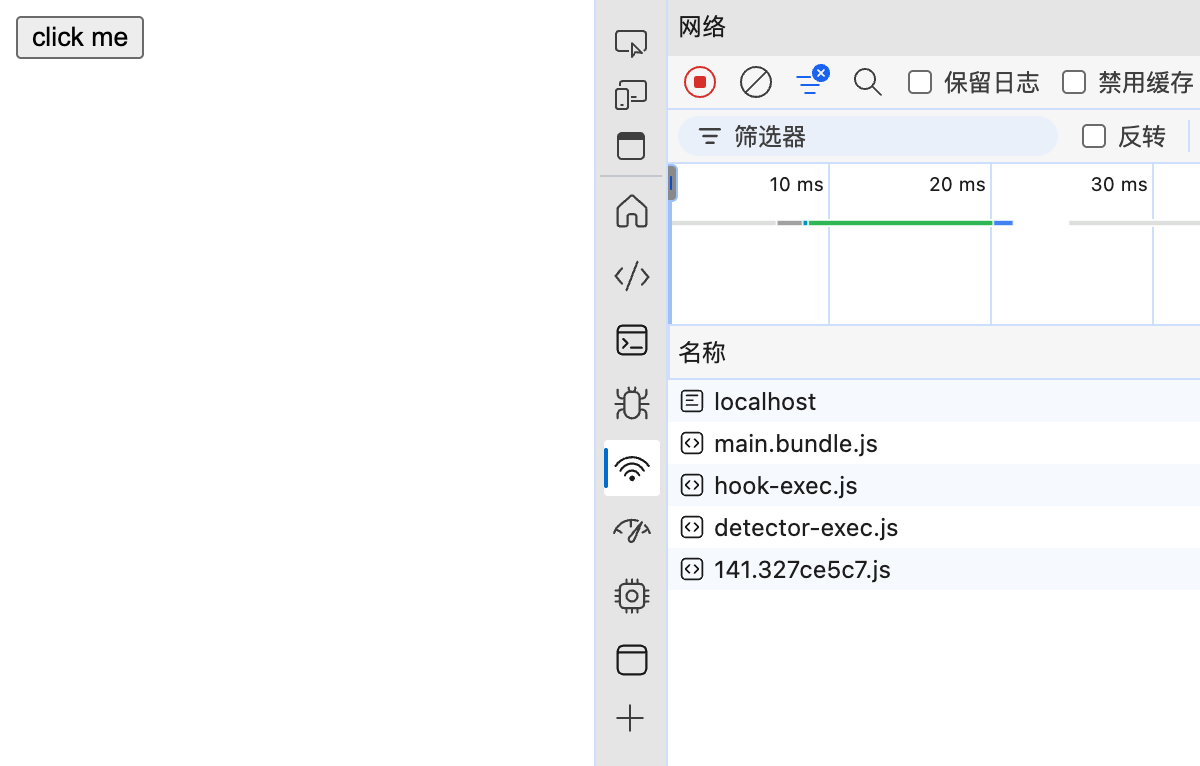 click me
网络
保留日志 禁用缓存
筛选器 反转
10 ms 20 ms 30 ms
名称
localhost
main.bundle.js
hook-exec.js
detector-exec.js
141.327ce5c7.js